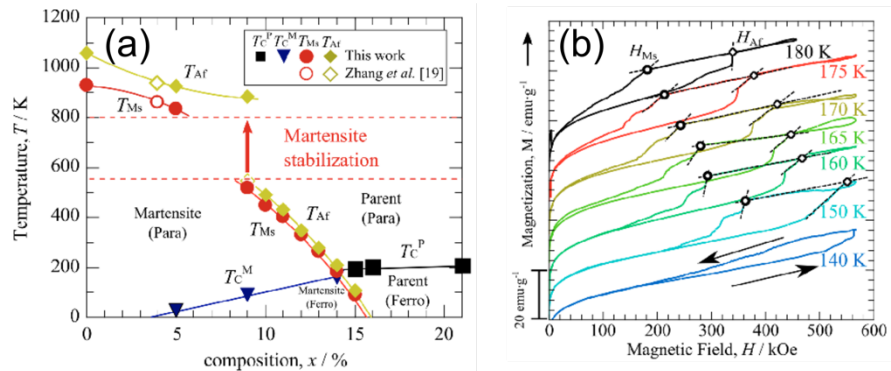 (a)
T_C^P T_C^M T_Ms T_Af
This work
Zhang et al. [19]
T_Af
T_Ms
Martensite
stabilization
Martensite
(Para)
Parent
(Para)
T_Ms
T_Af
T_C^P
T_C^M
Martensite
(Ferro)
Parent
(Ferro)
Temperature, T / K
1200
1000
800
600
400
200
0
0 5 10 15 20
composition, x / %
(b)
H_Ms
H_Af
180 K
175 K
170 K
165 K
160 K
150 K
140 K
Magnetization, M / emu·g⁻¹
20 emu·g⁻¹
0 100 200 300 400 500 600
Magnetic Field, H / kOe